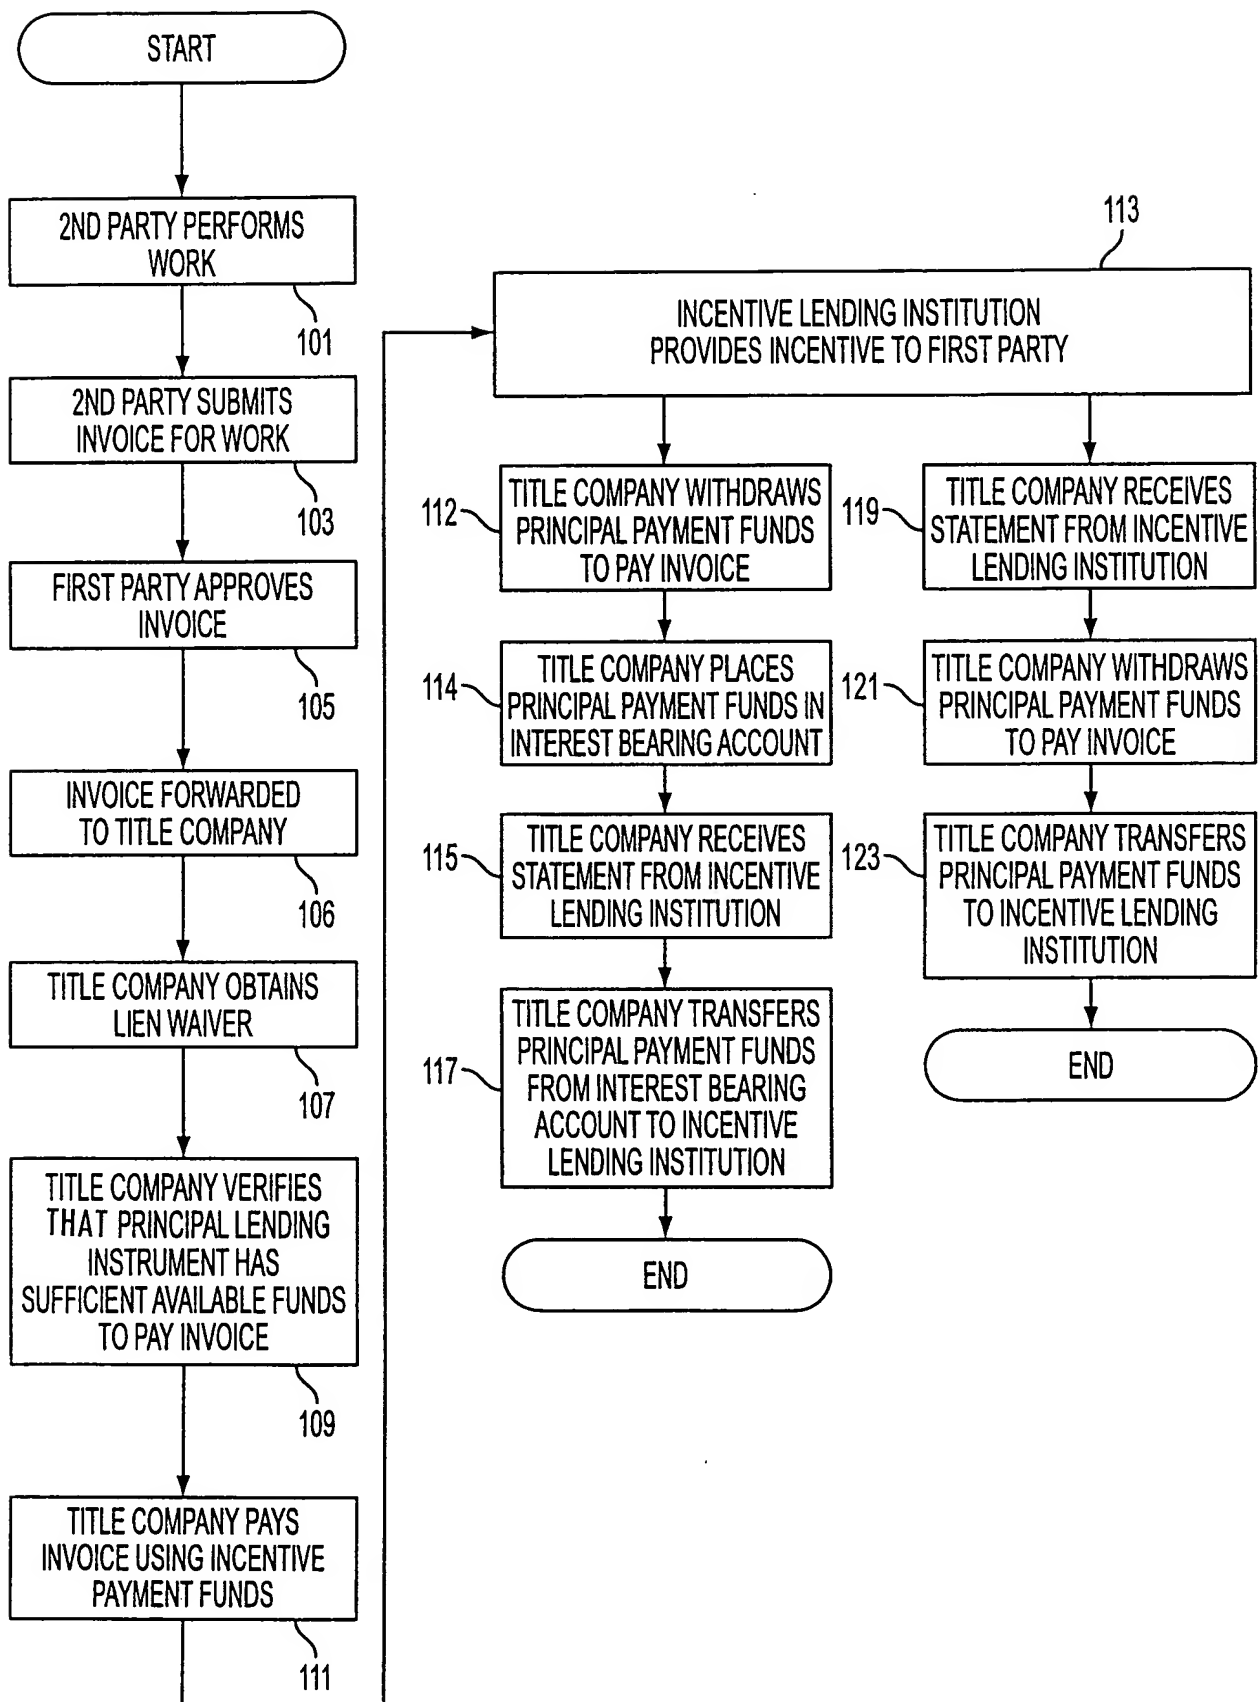 START
2ND PARTY PERFORMS
WORK
101
2ND PARTY SUBMITS
INVOICE FOR WORK
103
FIRST PARTY APPROVES
INVOICE
105
INVOICE FORWARDED
TO TITLE COMPANY
106
TITLE COMPANY OBTAINS
LIEN WAIVER
107
TITLE COMPANY VERIFIES
THAT PRINCIPAL LENDING
INSTRUMENT HAS
SUFFICIENT AVAILABLE FUNDS
TO PAY INVOICE
109
TITLE COMPANY PAYS
INVOICE USING INCENTIVE
PAYMENT FUNDS
111
113
INCENTIVE LENDING INSTITUTION
PROVIDES INCENTIVE TO FIRST PARTY
112
TITLE COMPANY WITHDRAWS
PRINCIPAL PAYMENT FUNDS
TO PAY INVOICE
114
TITLE COMPANY PLACES
PRINCIPAL PAYMENT FUNDS IN
INTEREST BEARING ACCOUNT
115
TITLE COMPANY RECEIVES
STATEMENT FROM INCENTIVE
LENDING INSTITUTION
117
TITLE COMPANY TRANSFERS
PRINCIPAL PAYMENT FUNDS
FROM INTEREST BEARING
ACCOUNT TO INCENTIVE
LENDING INSTITUTION
END
119
TITLE COMPANY RECEIVES
STATEMENT FROM INCENTIVE
LENDING INSTITUTION
121
TITLE COMPANY WITHDRAWS
PRINCIPAL PAYMENT FUNDS
TO PAY INVOICE
123
TITLE COMPANY TRANSFERS
PRINCIPAL PAYMENT FUNDS
TO INCENTIVE LENDING
INSTITUTION
END